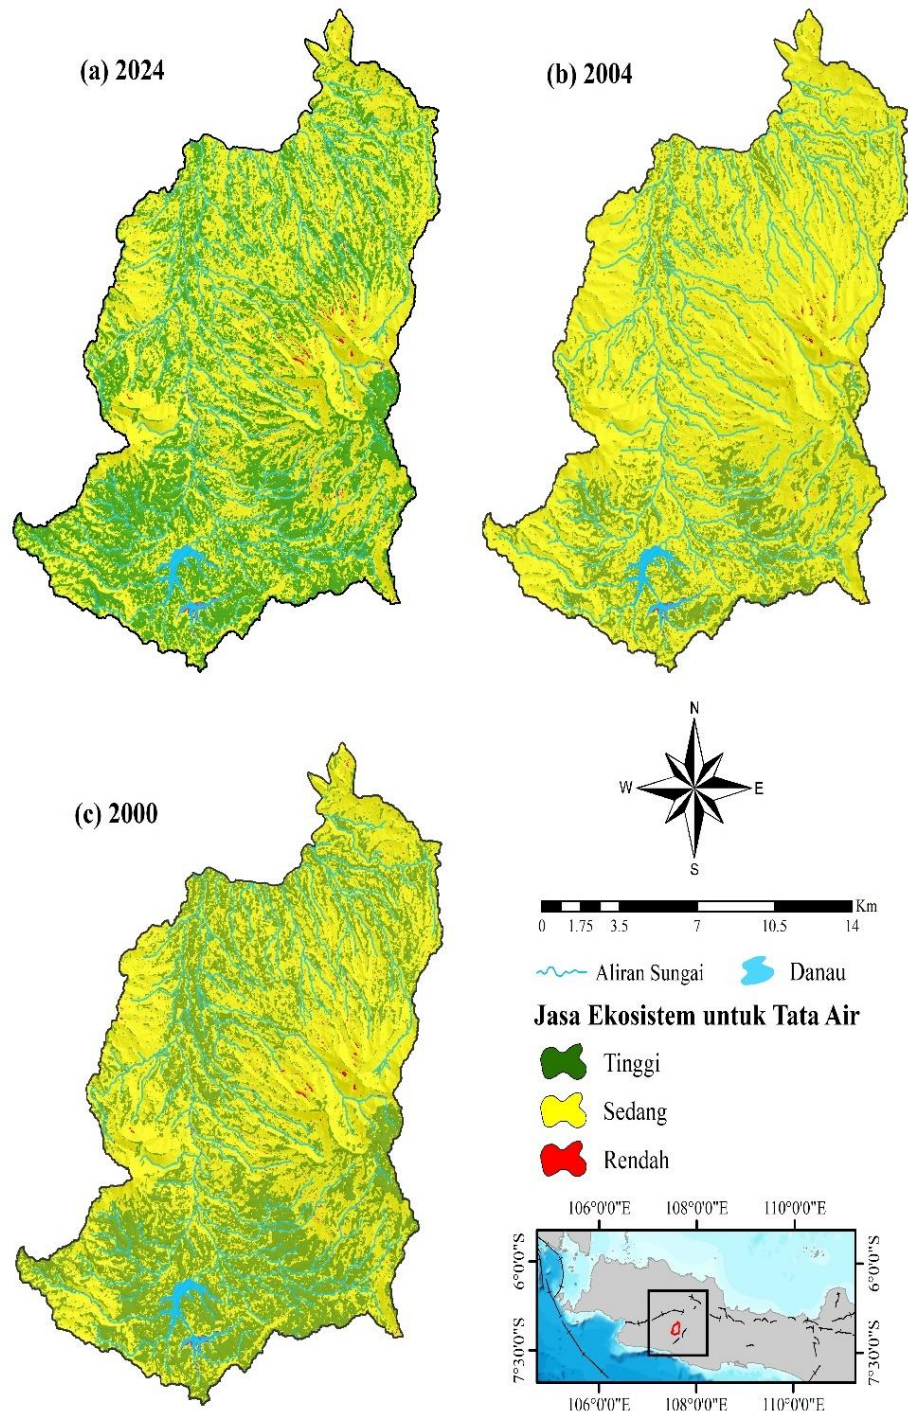 (a) 2024
(b) 2004
(c) 2000
N
W E
S
0 1.75 3.5 7 10.5 14 Km
Aliran Sungai Danau
Jasa Ekosistem untuk Tata Air
Tinggi
Sedang
Rendah
106°0'0"E 108°0'0"E 110°0'0"E
6°0'0"S 6°0'0"S
7°30'0"S 7°30'0"S
106°0'0"E 108°0'0"E 110°0'0"E